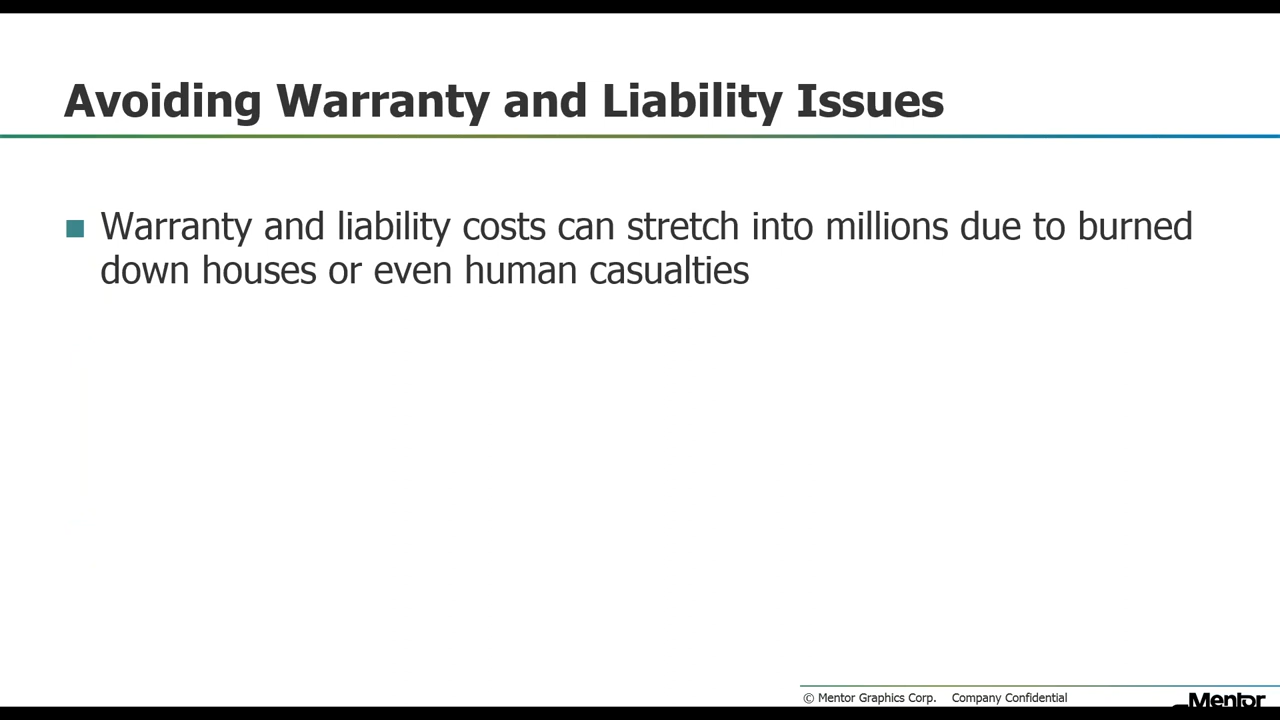 Avoiding Warranty and Liability Issues
Warranty and liability costs can stretch into millions due to burned
down houses or even human casualties
© Mentor Graphics Corp. Company Confidential
Mentor